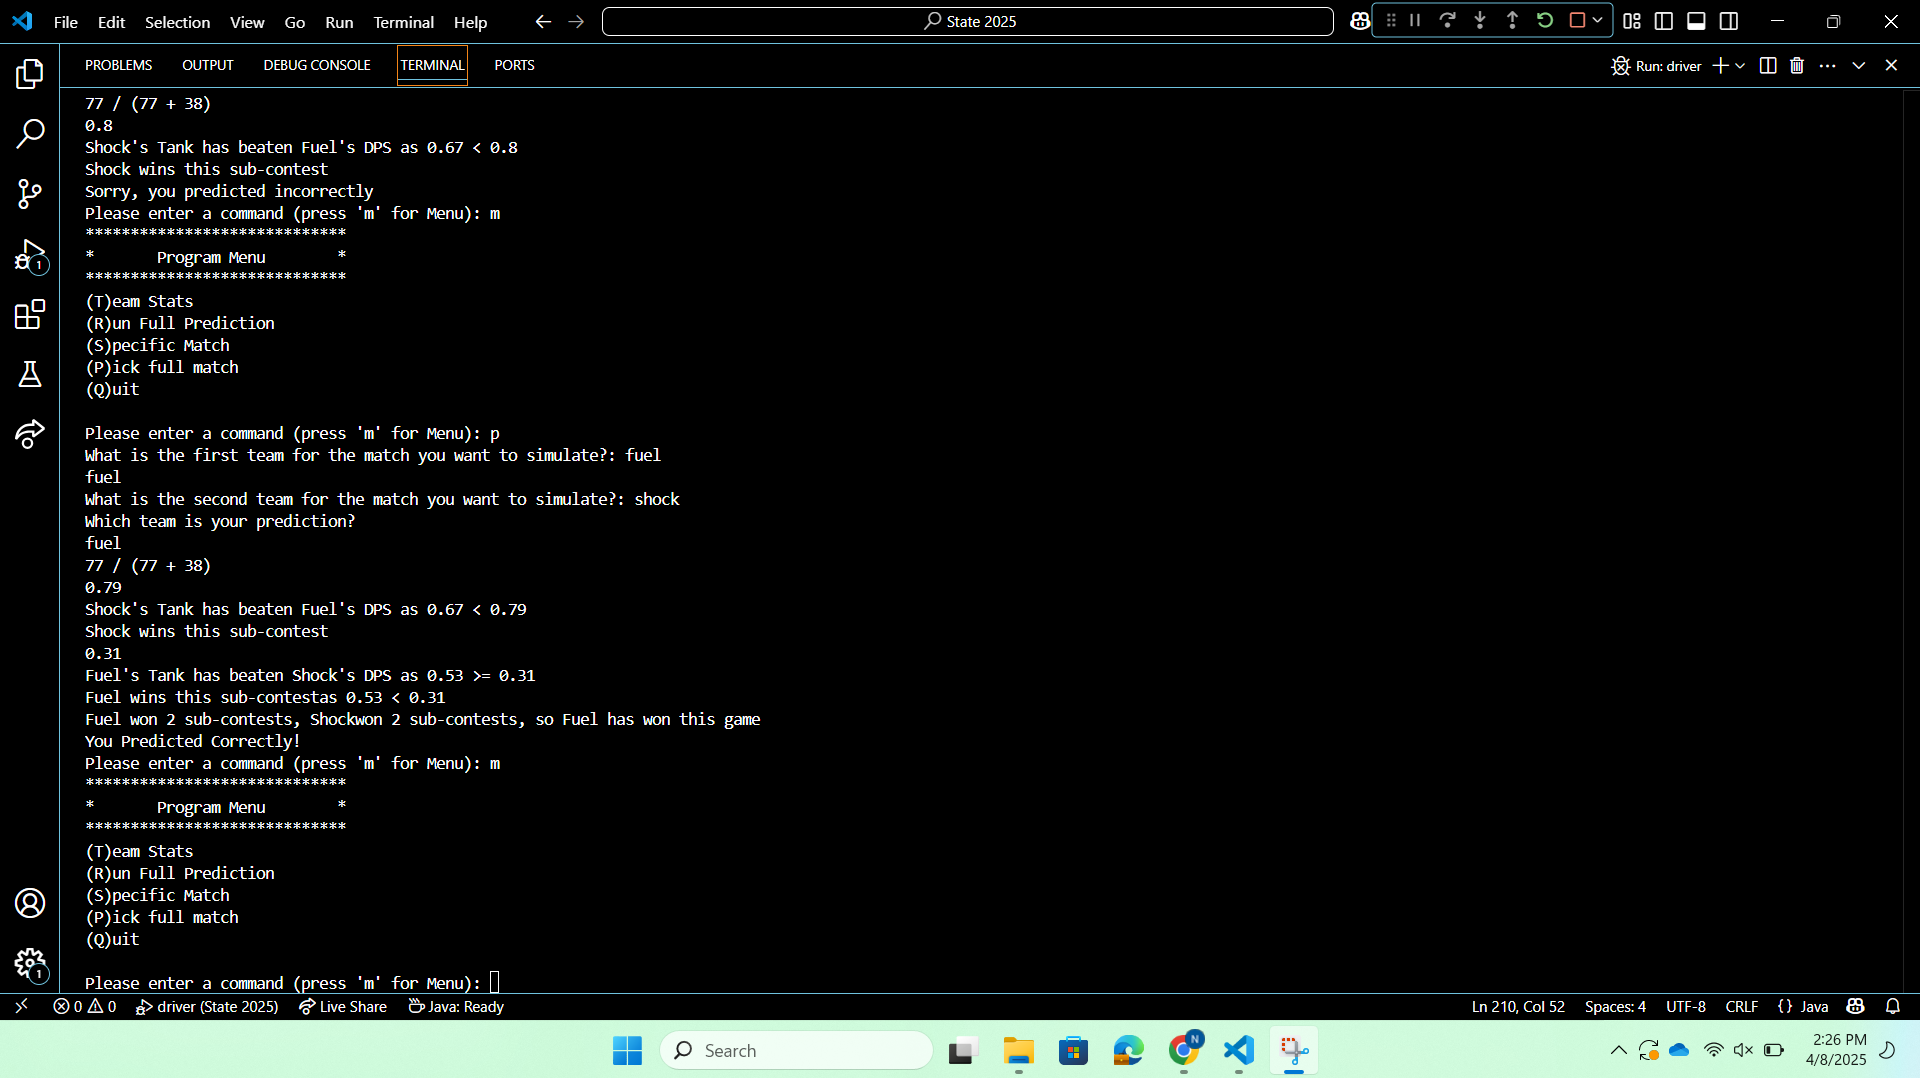 File Edit Selection View Go Run Terminal Help State 2025
PROBLEMS OUTPUT DEBUG CONSOLE TERMINAL PORTS Run: driver
77 / (77 + 38)
0.8
Shock's Tank has beaten Fuel's DPS as 0.67 < 0.8
Shock wins this sub-contest
Sorry, you predicted incorrectly
Please enter a command (press 'm' for Menu): m
*****************************
*       Program Menu        *
*****************************
(T)eam Stats
(R)un Full Prediction
(S)pecific Match
(P)ick full match
(Q)uit
Please enter a command (press 'm' for Menu): p
What is the first team for the match you want to simulate?: fuel
fuel
What is the second team for the match you want to simulate?: shock
Which team is your prediction?
fuel
77 / (77 + 38)
0.79
Shock's Tank has beaten Fuel's DPS as 0.67 < 0.79
Shock wins this sub-contest
0.31
Fuel's Tank has beaten Shock's DPS as 0.53 >= 0.31
Fuel wins this sub-contestas 0.53 < 0.31
Fuel won 2 sub-contests, Shockwon 2 sub-contests, so Fuel has won this game
You Predicted Correctly!
Please enter a command (press 'm' for Menu): m
*****************************
*       Program Menu        *
*****************************
(T)eam Stats
(R)un Full Prediction
(S)pecific Match
(P)ick full match
(Q)uit
Please enter a command (press 'm' for Menu):
1
1
0 0 driver (State 2025) Live Share Java: Ready Ln 210, Col 52 Spaces: 4 UTF-8 CRLF {} Java
Search N 2:26 PM
4/8/2025